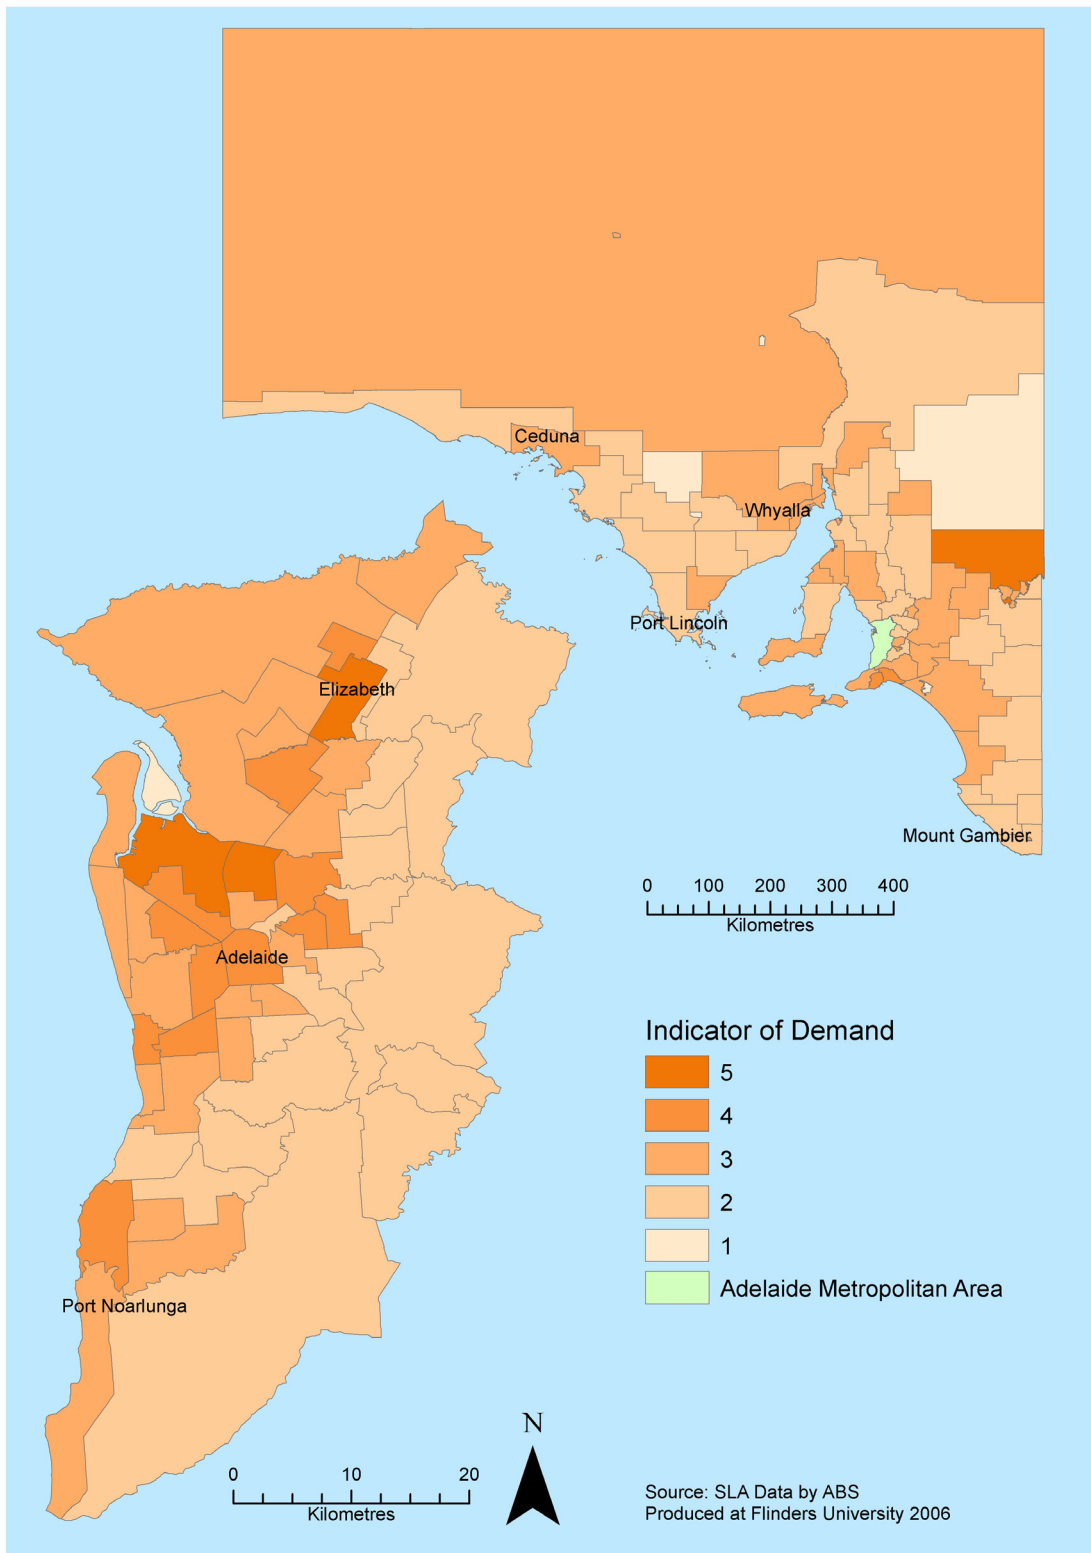 Ceduna
Whyalla
Port Lincoln
Elizabeth
Mount Gambier
0 100 200 300 400
Kilometres
Adelaide
Indicator of Demand
5
4
3
2
1
Adelaide Metropolitan Area
Port Noarlunga
N
0 10 20
Kilometres
Source: SLA Data by ABS
Produced at Flinders University 2006